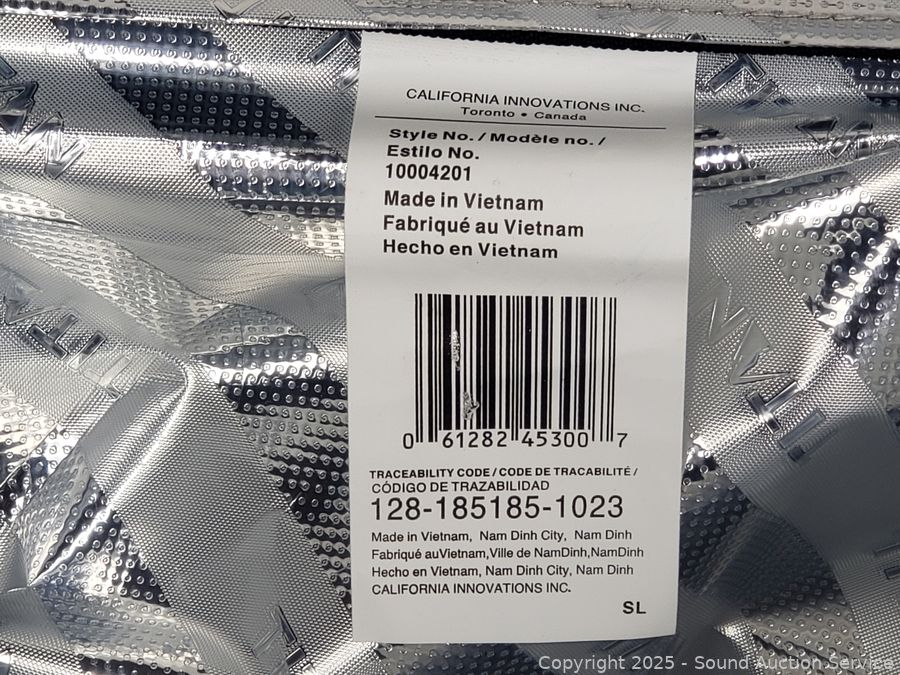 CALIFORNIA INNOVATIONS INC.
Toronto • Canada
Style No. / Modèle no. /
Estilo No.
10004201
Made in Vietnam
Fabriqué au Vietnam
Hecho en Vietnam
0 61282 45300 7
TRACEABILITY CODE / CODE DE TRACABILITÉ /
CÓDIGO DE TRAZABILIDAD
128-185185-1023
Made in Vietnam, Nam Dinh City, Nam Dinh
Fabriqué auVietnam,Ville de NamDinh,NamDinh
Hecho en Vietnam, Nam Dinh City, Nam Dinh
CALIFORNIA INNOVATIONS INC.
SL
Copyright 2025 - Sound Auction Service